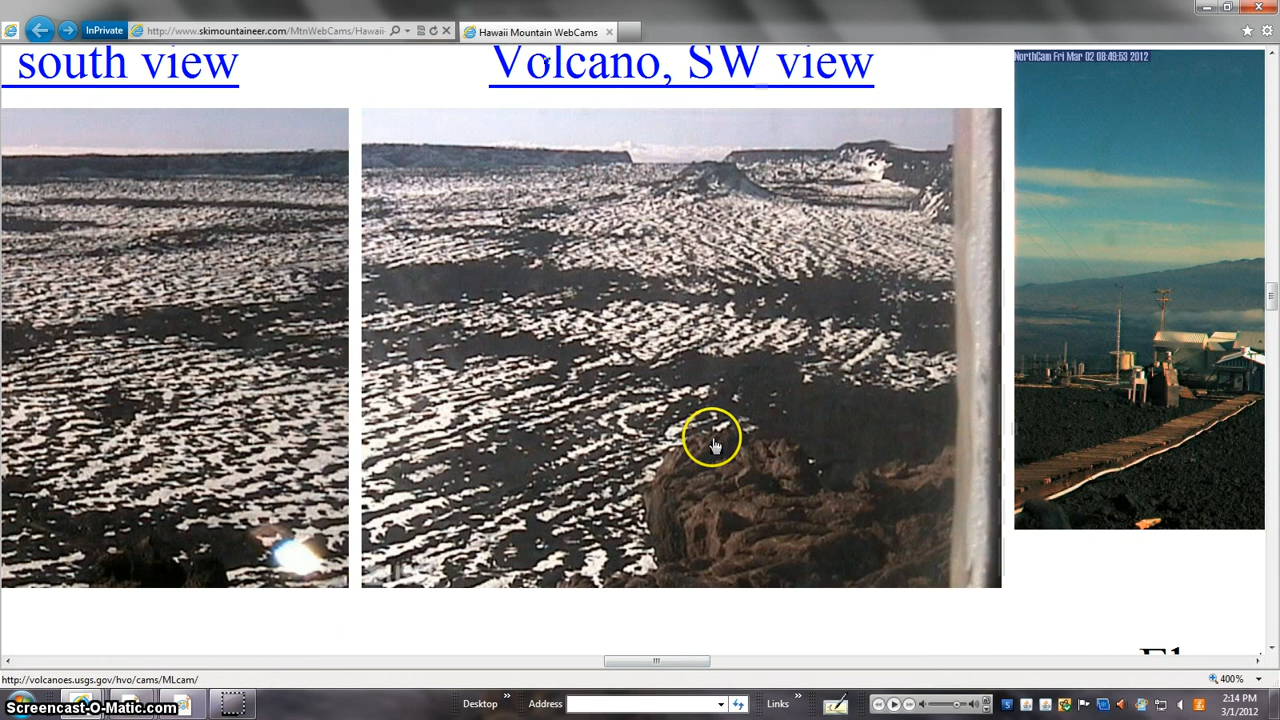 InPrivate
http://www.skimountaineer.com/MtnWebCams/Hawaii-
Hawaii Mountain WebCams
south view
Volcano, SW view
NorthCam Fri Mar 02 08:49:53 2012
http://volcanoes.usgs.gov/hvo/cams/MLcam/
400%
Desktop
Address
Links
2:14 PM
3/1/2012
Screencast-O-Matic.com